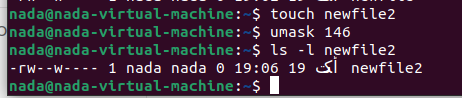 nada@nada-virtual-machine:~$ touch newfile2
nada@nada-virtual-machine:~$ umask 146
nada@nada-virtual-machine:~$ ls -l newfile2
-rw--w---- 1 nada nada 0 أكت 19 19:06 newfile2
nada@nada-virtual-machine:~$